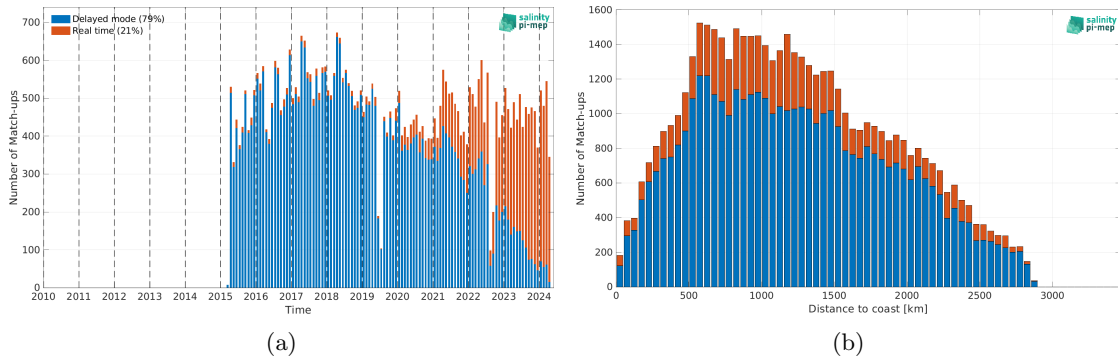 Delayed mode (79%)
Real time (21%)
salinity
pi-mep
Number of Match-ups
700
600
500
400
300
200
100
0
2010 2011 2012 2013 2014 2015 2016 2017 2018 2019 2020 2021 2022 2023 2024
Time
(a)
salinity
pi-mep
Number of Match-ups
1600
1400
1200
1000
800
600
400
200
0
0 500 1000 1500 2000 2500 3000
Distance to coast [km]
(b)